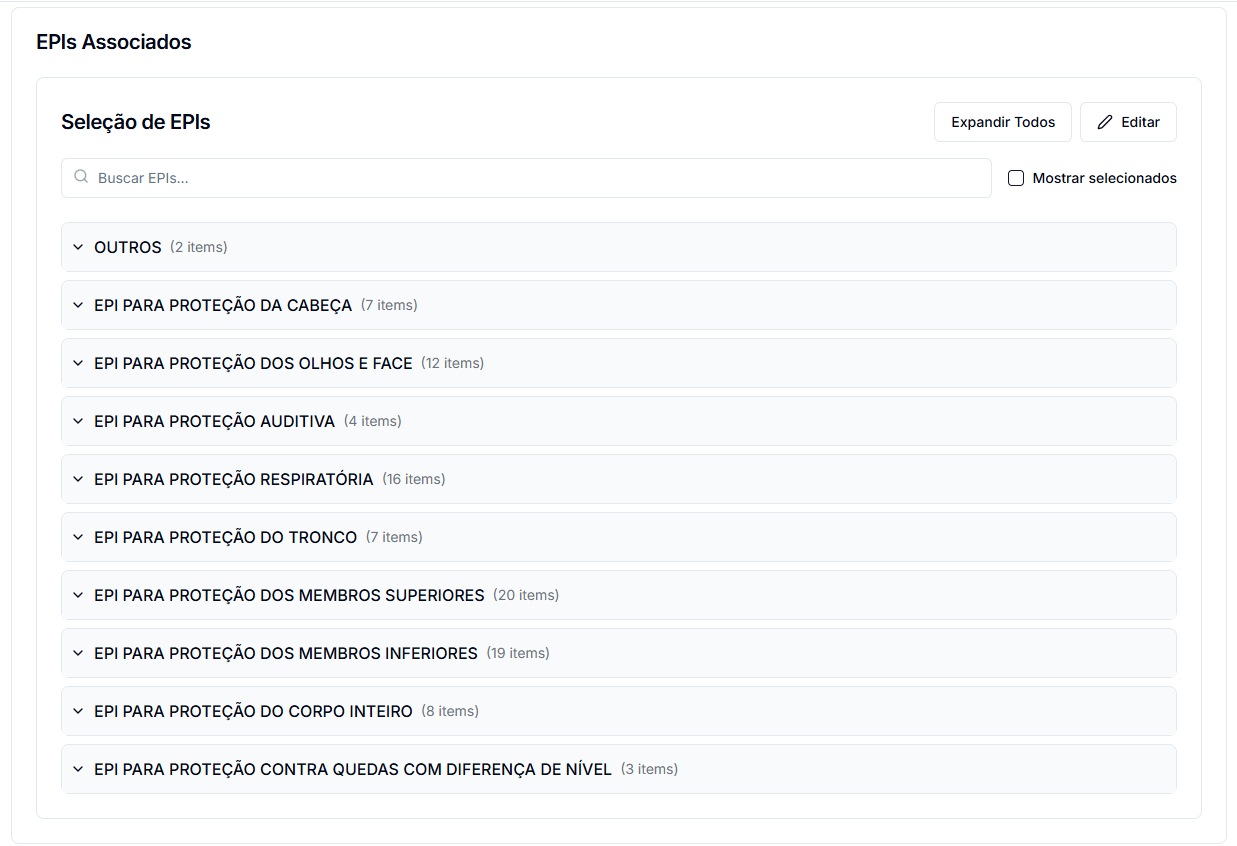 EPIs Associados
Seleção de EPIs
Expandir Todos
Editar
Buscar EPIs...
Mostrar selecionados
OUTROS (2 items)
EPI PARA PROTEÇÃO DA CABEÇA (7 items)
EPI PARA PROTEÇÃO DOS OLHOS E FACE (12 items)
EPI PARA PROTEÇÃO AUDITIVA (4 items)
EPI PARA PROTEÇÃO RESPIRATÓRIA (16 items)
EPI PARA PROTEÇÃO DO TRONCO (7 items)
EPI PARA PROTEÇÃO DOS MEMBROS SUPERIORES (20 items)
EPI PARA PROTEÇÃO DOS MEMBROS INFERIORES (19 items)
EPI PARA PROTEÇÃO DO CORPO INTEIRO (8 items)
EPI PARA PROTEÇÃO CONTRA QUEDAS COM DIFERENÇA DE NÍVEL (3 items)